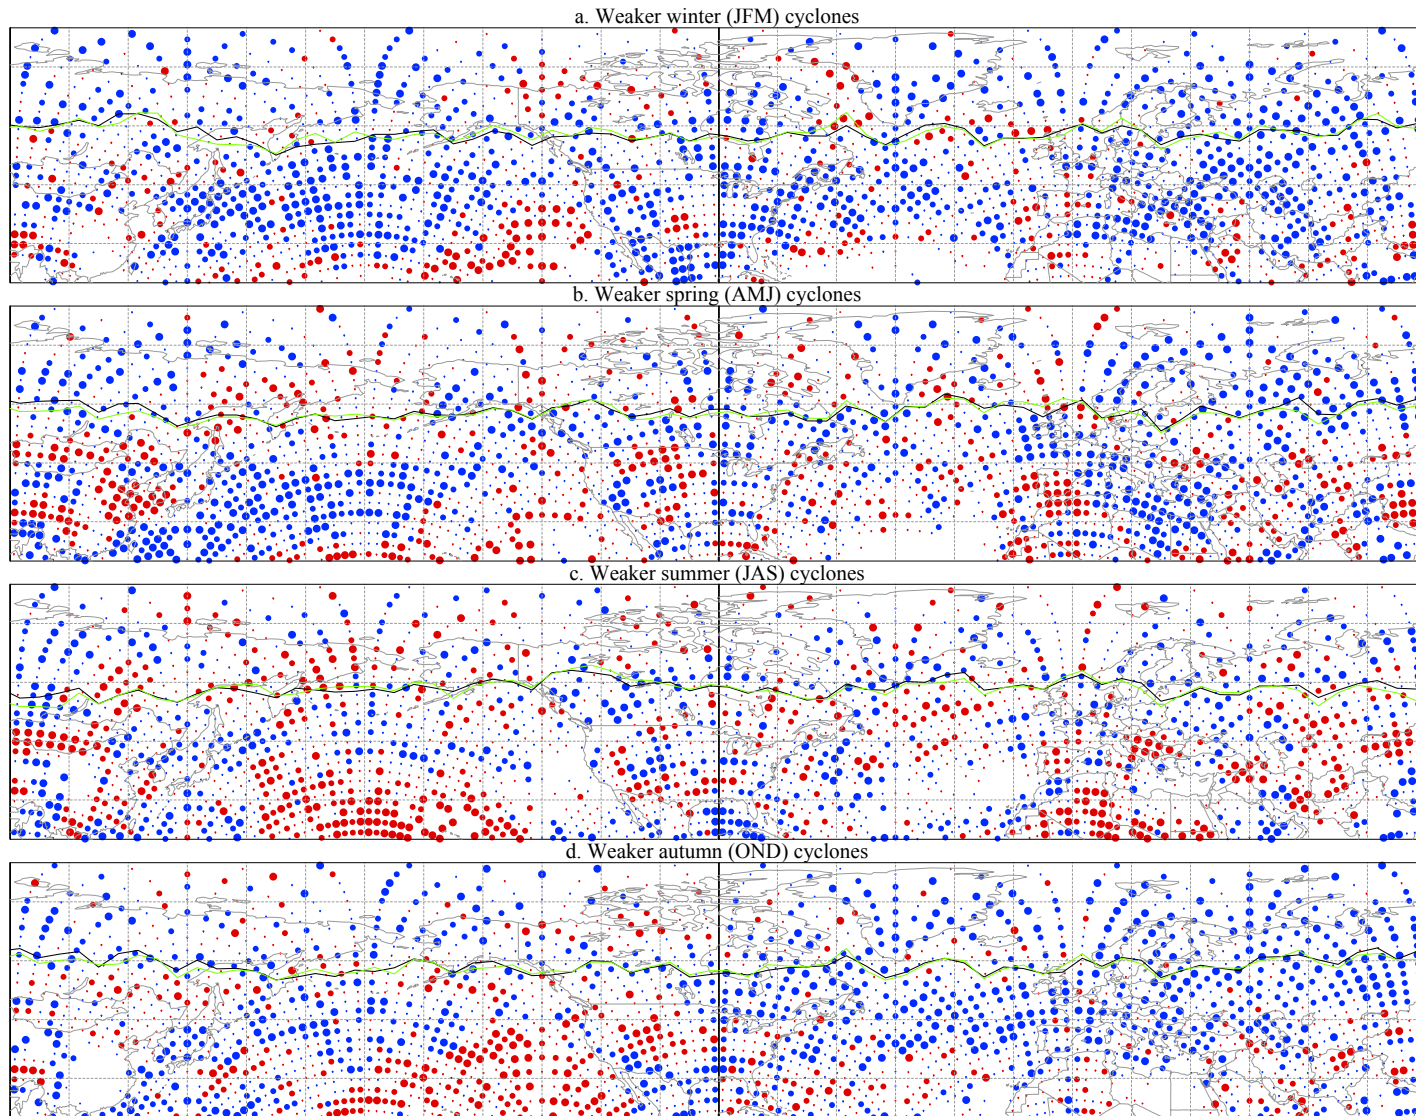 a. Weaker winter (JFM) cyclones
b. Weaker spring (AMJ) cyclones
c. Weaker summer (JAS) cyclones
d. Weaker autumn (OND) cyclones